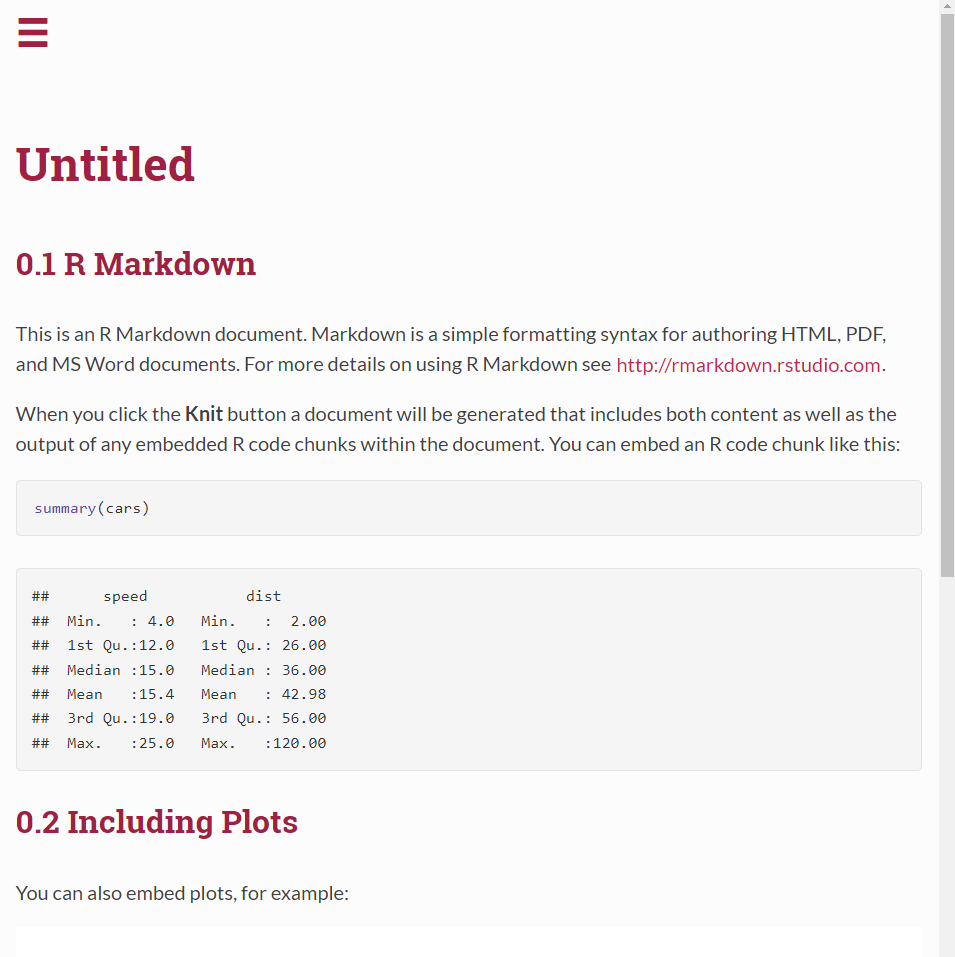 Untitled
0.1 R Markdown
This is an R Markdown document. Markdown is a simple formatting syntax for authoring HTML, PDF,
and MS Word documents. For more details on using R Markdown see http://rmarkdown.rstudio.com.
When you click the Knit button a document will be generated that includes both content as well as the
output of any embedded R code chunks within the document. You can embed an R code chunk like this:
summary(cars)
##      speed           dist
##  Min.   : 4.0   Min.   :  2.00
##  1st Qu.:12.0   1st Qu.: 26.00
##  Median :15.0   Median : 36.00
##  Mean   :15.4   Mean   : 42.98
##  3rd Qu.:19.0   3rd Qu.: 56.00
##  Max.   :25.0   Max.   :120.00
0.2 Including Plots
You can also embed plots, for example: